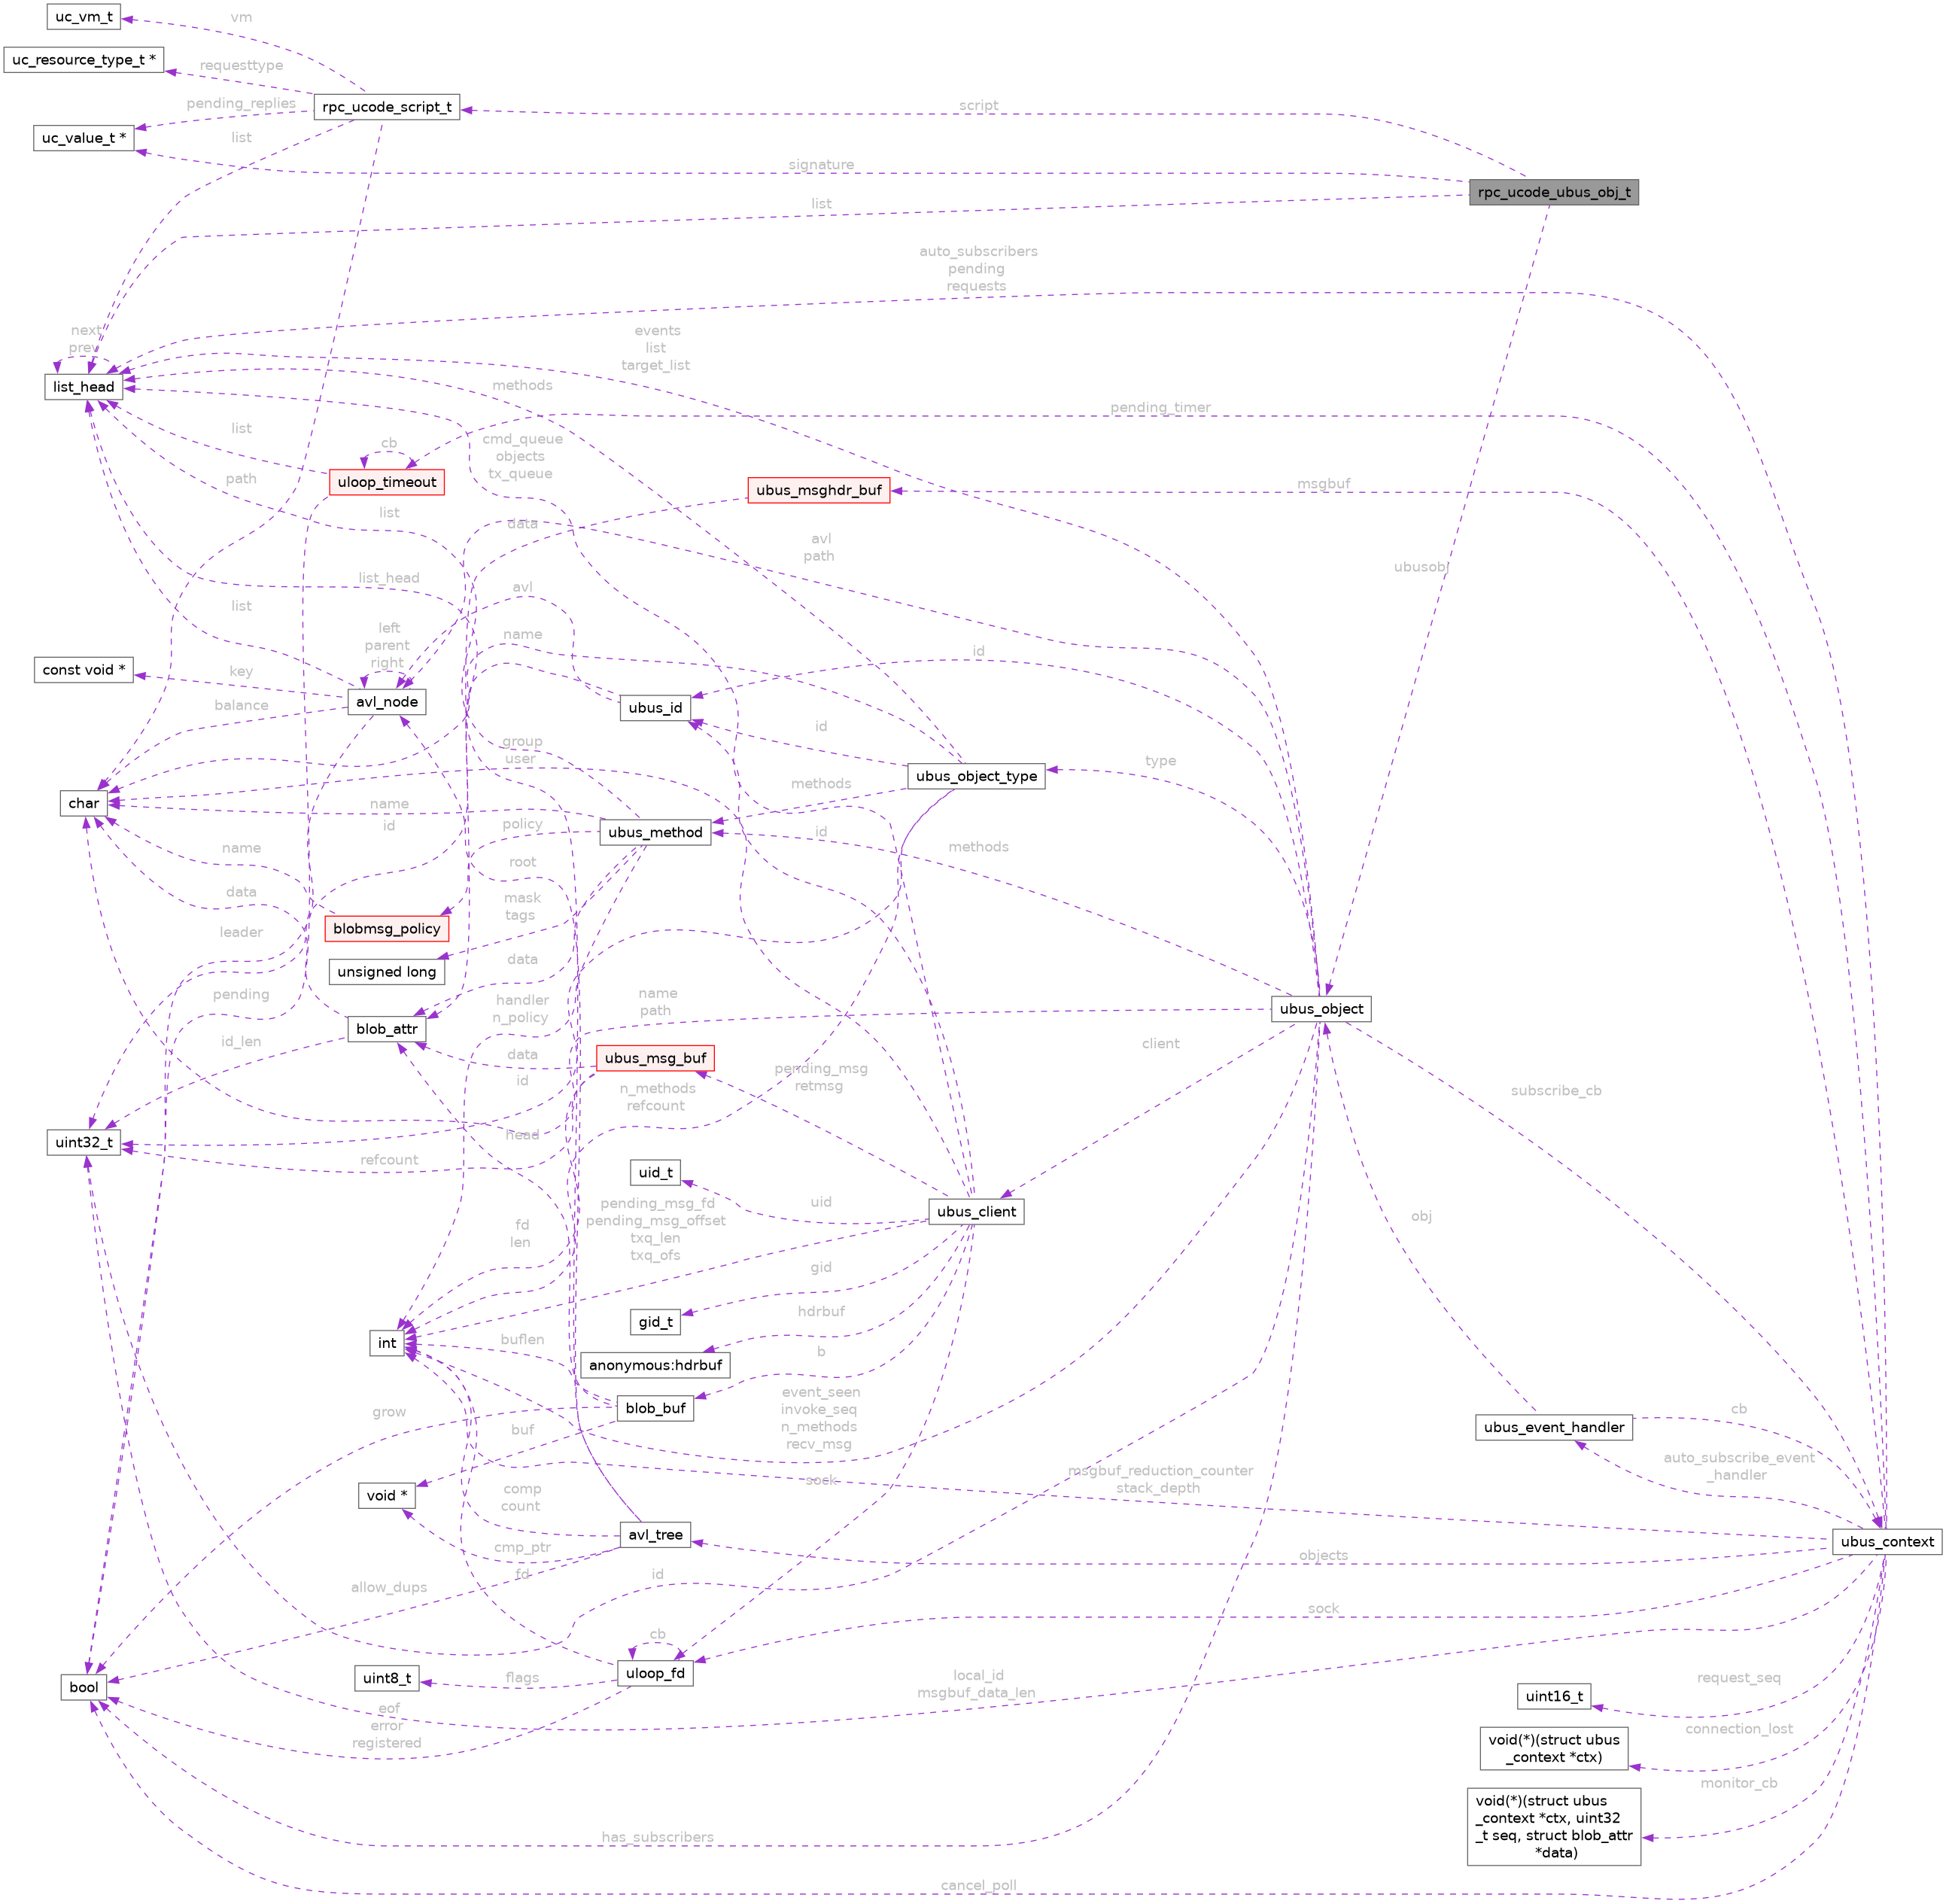 uc_vm_t
vm
uc_resource_type_t *
requesttype
pending_replies
rpc_ucode_script_t
script
uc_value_t *
list
signature
rpc_ucode_ubus_obj_t
list
auto_subscribers
pending
requests
next
prev
events
list
target_list
list_head
methods
pending_timer
list
cb
cmd_queue
objects
tx_queue
path
uloop_timeout
ubus_msghdr_buf
msgbuf
list
data
avl
path
ubusobj
list_head
avl
list
left
parent
right
name
id
const void *
key
avl_node
balance
ubus_id
group
user
id
type
ubus_object_type
char
name
id
methods
policy
ubus_method
id
methods
name
root
data
mask
tags
blobmsg_policy
leader
unsigned long
data
pending
handler
n_policy
name
path
ubus_object
blob_attr
id_len
data
ubus_msg_buf
client
id
pending_msg
retmsg
n_methods
refcount
subscribe_cb
uint32_t
head
refcount
uid_t
uid
ubus_client
obj
fd
len
pending_msg_fd
pending_msg_offset
txq_len
txq_ofs
gid
gid_t
hdrbuf
int
buflen
anonymous:hdrbuf
b
grow
blob_buf
event_seen
invoke_seq
n_methods
recv_msg
buf
ubus_event_handler
cb
void *
comp
count
sock
msgbuf_reduction_counter
stack_depth
auto_subscribe_event
_handler
avl_tree
ubus_context
cmp_ptr
objects
allow_dups
fd
id
sock
cb
bool
uint8_t
flags
uloop_fd
local_id
msgbuf_data_len
request_seq
uint16_t
eof
error
registered
connection_lost
void(*)(struct ubus
_context *ctx)
monitor_cb
void(*)(struct ubus
_context *ctx, uint32
_t seq, struct blob_attr
*data)
has_subscribers
cancel_poll